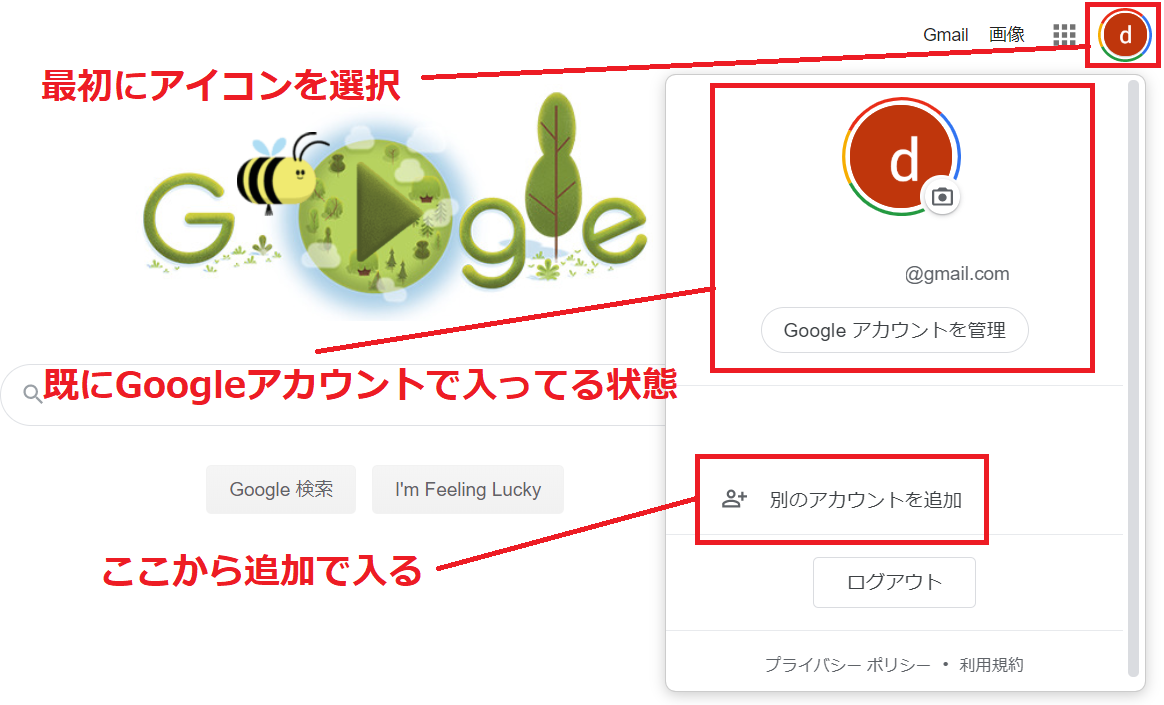 Gmail 画像 d
最初にアイコンを選択
d
Google
@gmail.com
Google アカウントを管理
既にGoogleアカウントで入ってる状態
別のアカウントを追加
Google 検索 I'm Feeling Lucky
ここから追加で入る
ログアウト
プライバシー ポリシー • 利用規約